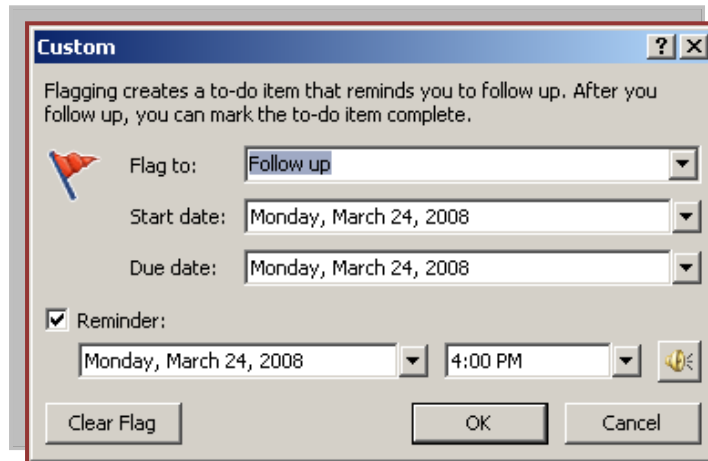 Custom
Flagging creates a to-do item that reminds you to follow up. After you
follow up, you can mark the to-do item complete.
Flag to: Follow up
Start date: Monday, March 24, 2008
Due date: Monday, March 24, 2008
Reminder:
Monday, March 24, 2008 4:00 PM
Clear Flag OK Cancel